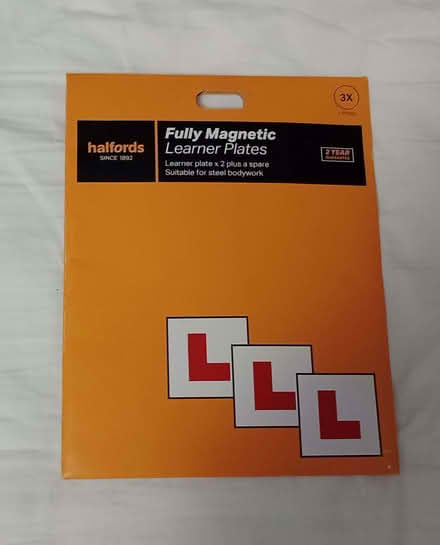 3X
halfords
SINCE 1892
Fully Magnetic
Learner Plates
Learner plate x 2 plus a spare
Suitable for steel bodywork
2 YEAR
GUARANTEE
L
L
L